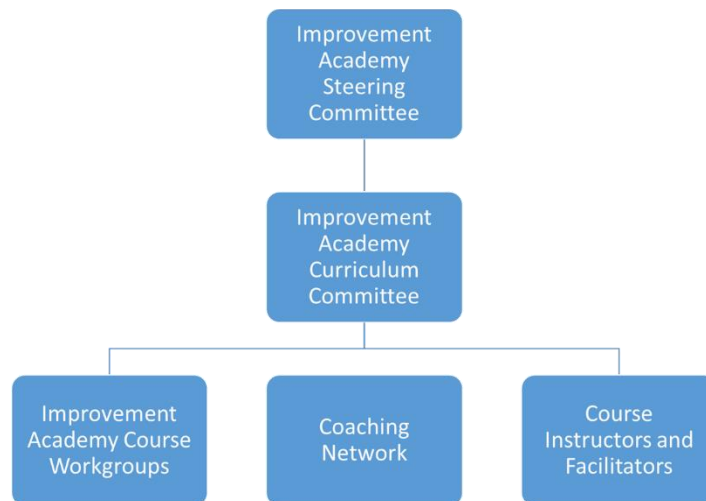 Improvement
Academy
Steering
Committee
Improvement
Academy
Curriculum
Committee
Improvement
Academy Course
Workgroups
Coaching
Network
Course
Instructors and
Facilitators